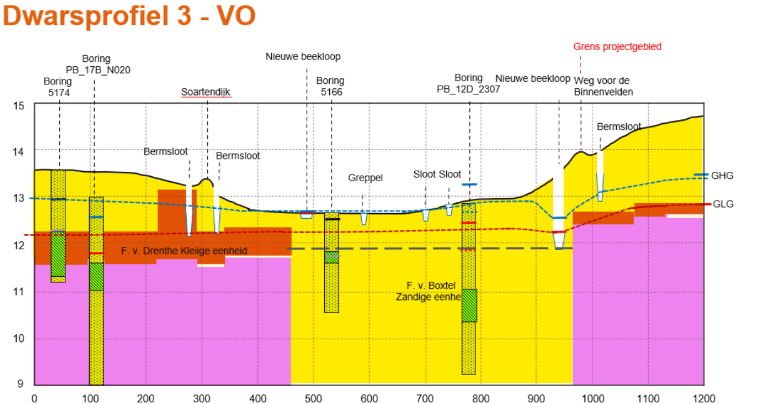 Dwarsprofiel 3 - VO
Grens projectgebied
Boring
PB_17B_N020
Nieuwe beekloop
Boring
5174
Soartendijk
Boring
5166
Boring
PB_12D_2307
Nieuwe beekloop
Weg voor de
Binnenvelden
15
Bermsloot
14
Bermsloot
Bermsloot
Greppel
Sloot Sloot
GHG
13
GLG
12
F. v. Drenthe Kleiige eenheid
11
F. v. Boxtel
Zandige eenhe
10
9
0 100 200 300 400 500 600 700 800 900 1000 1100 1200